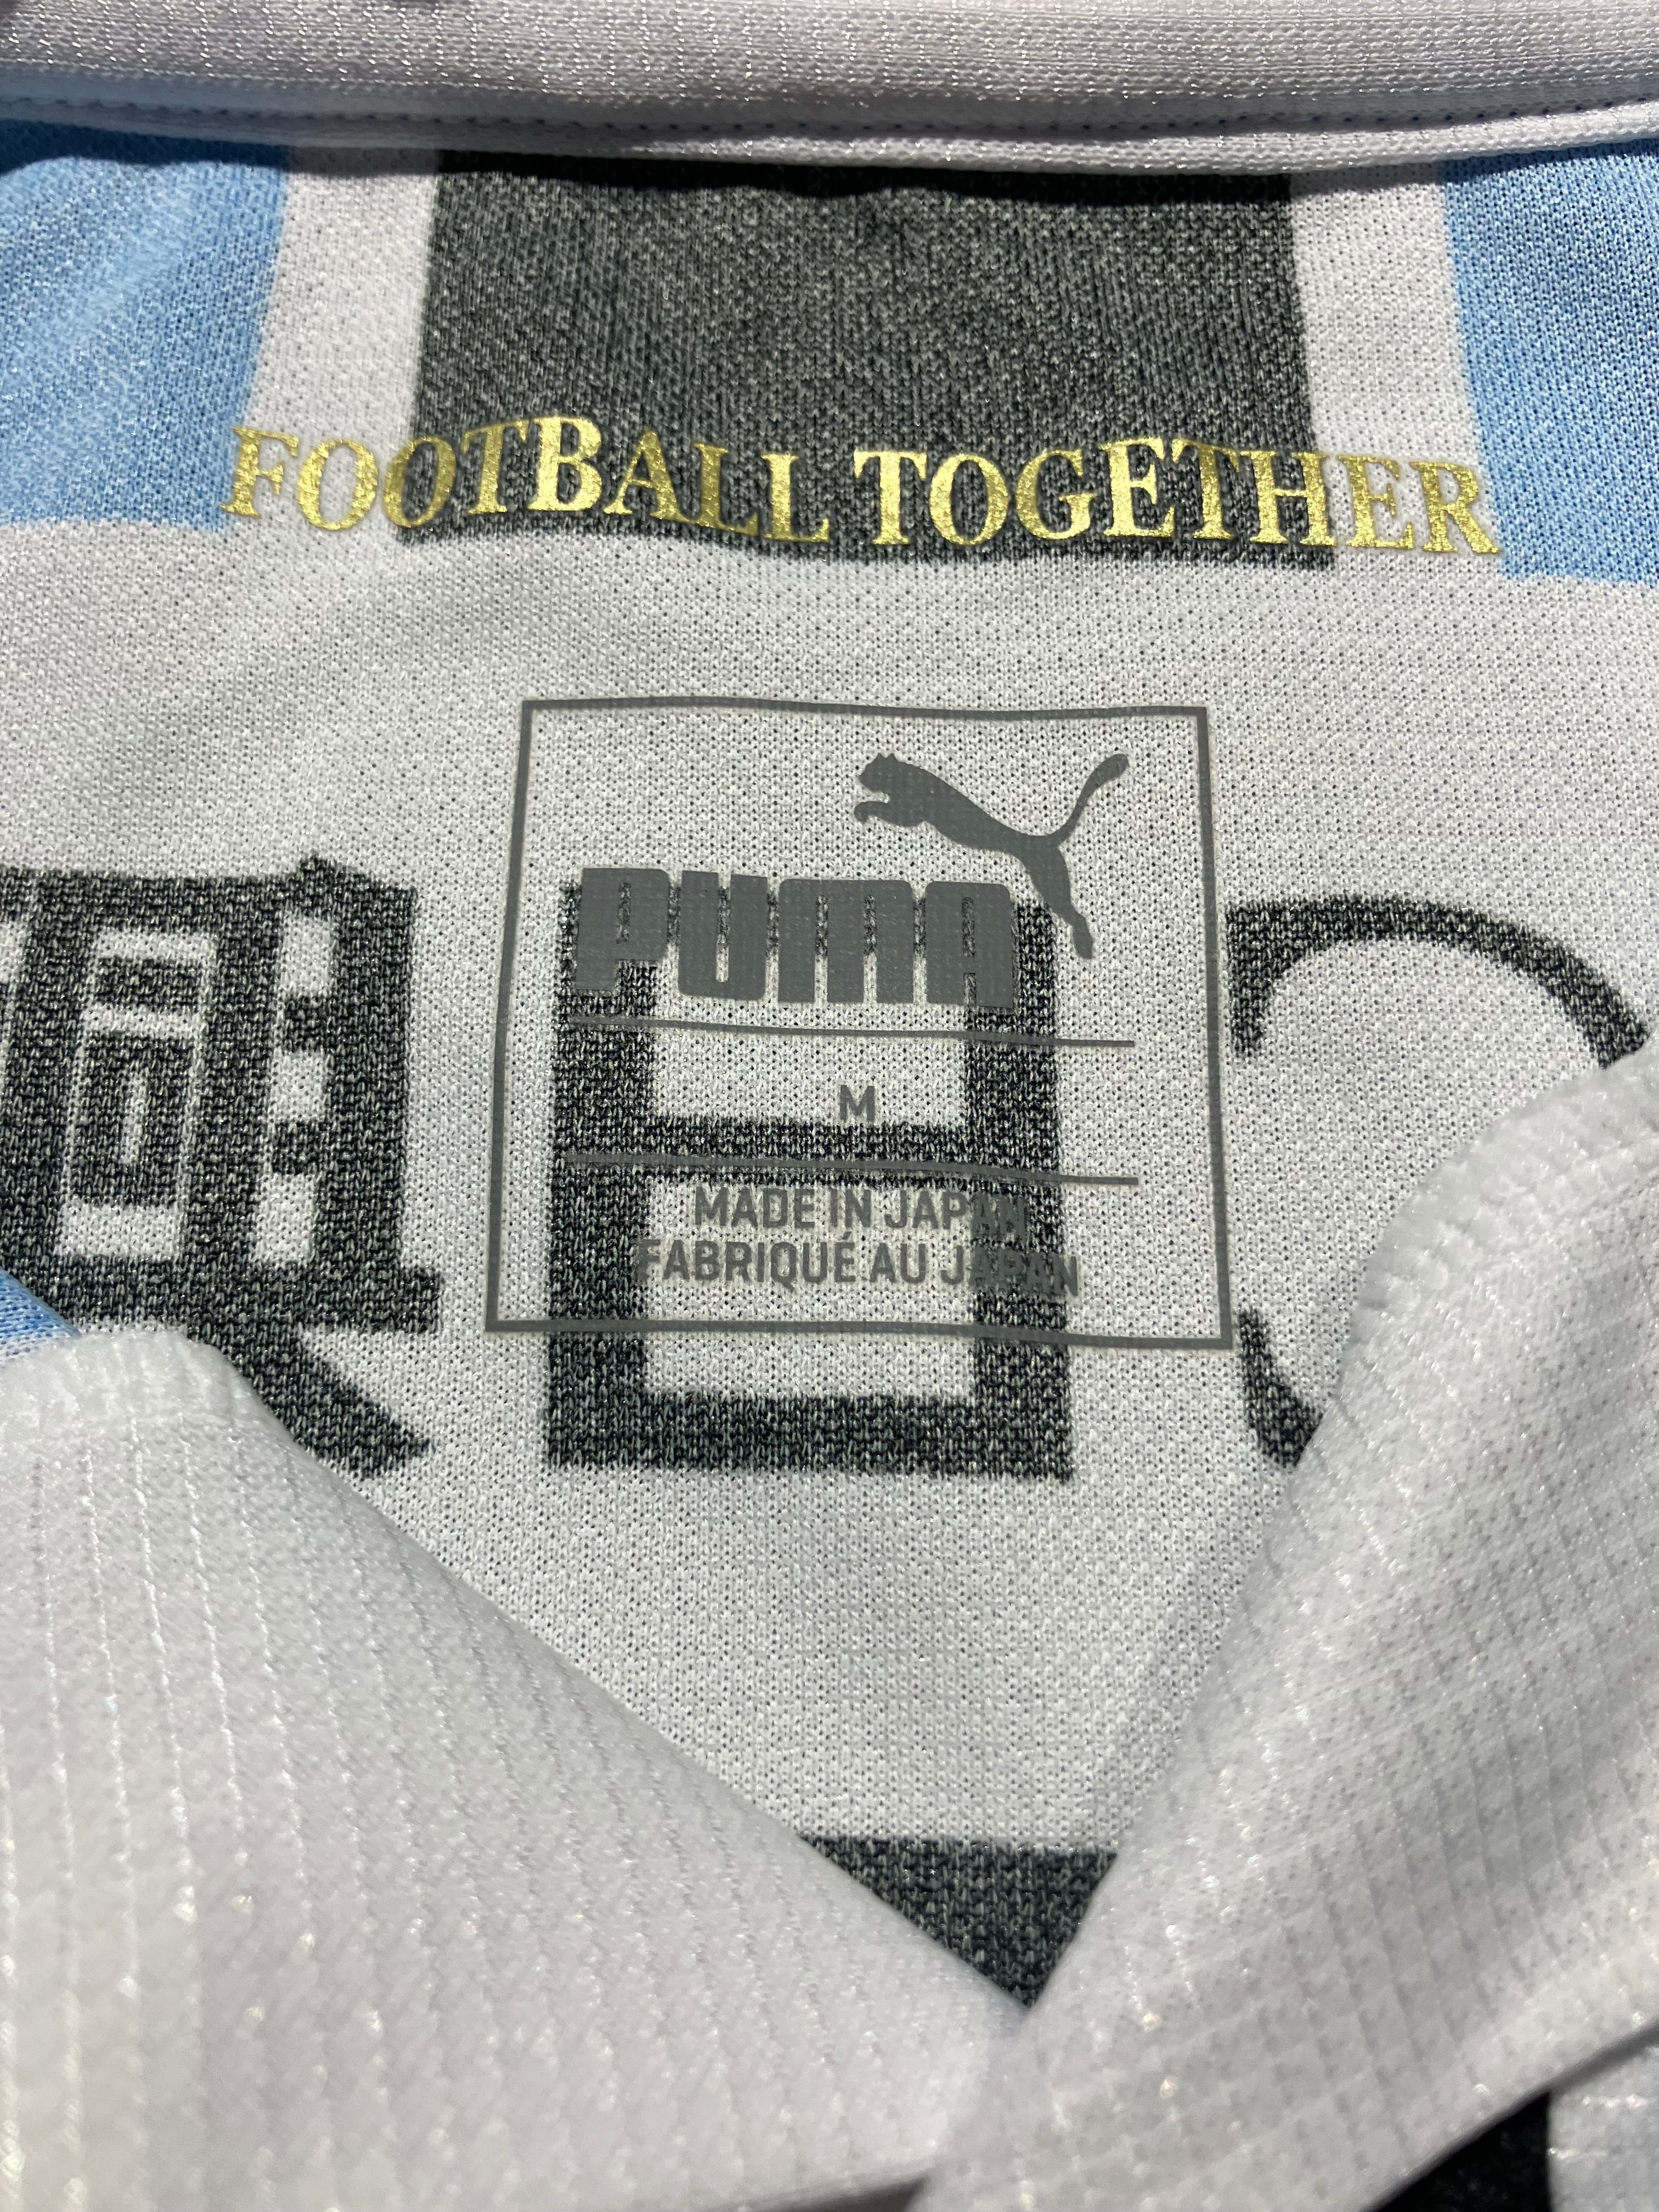 FOOTBALL TOGETHER
PUMA
M
MADE IN JAPAN
FABRIQUÉ AU JAPAN